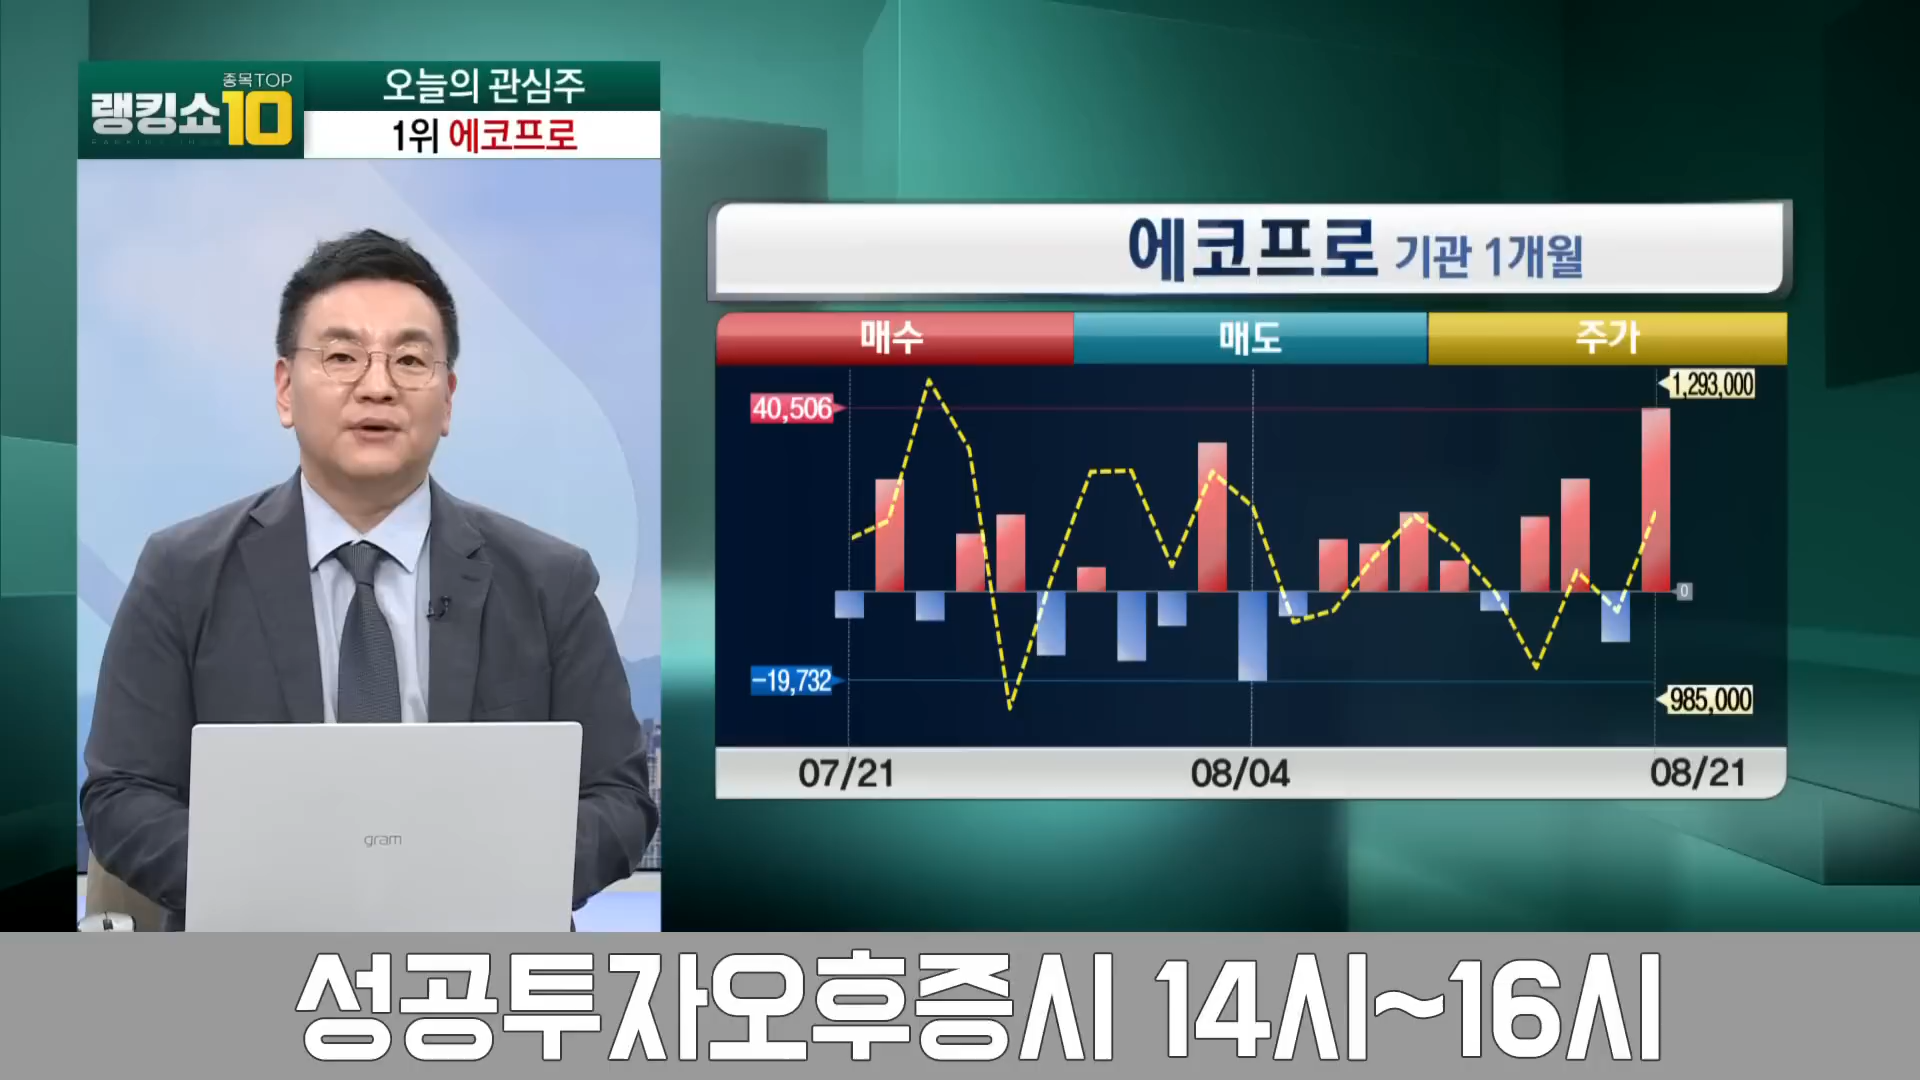 종목TOP
랭킹쇼10
오늘의 관심주
1위 에코프로
에코프로 기관 1개월
매수 매도 주가
1,293,000
40,506
0
-19,732
985,000
07/21 08/04 08/21
gram
성공투자오후증시 14시~16시